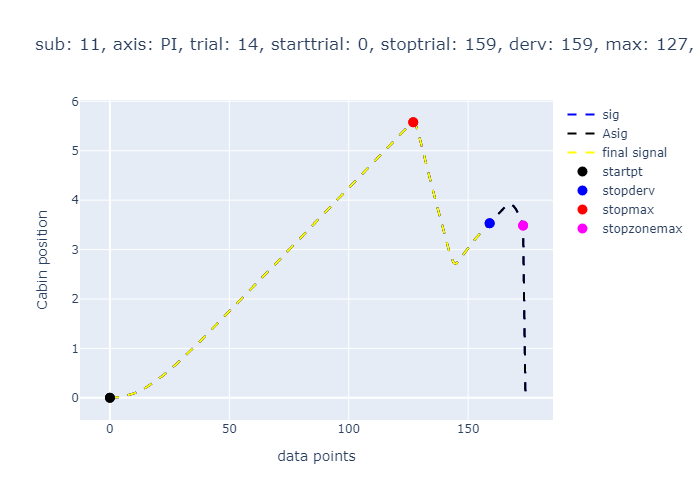 sub: 11, axis: PI, trial: 14, starttrial: 0, stoptrial: 159, derv: 159, max: 127,
Cabin position
6
5
4
3
2
1
0
0 50 100 150
data points
sig
Asig
final signal
startpt
stopderv
stopmax
stopzonemax